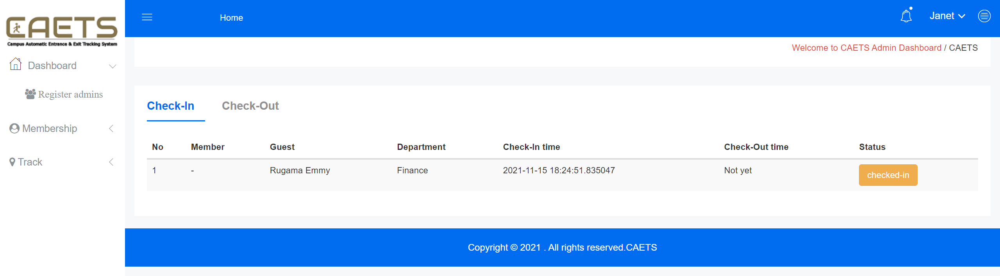 CAETS
Campus Automatic Entrance & Exit Tracking System
Dashboard
Register admins
Membership
Track
Home
Janet
Welcome to CAETS Admin Dashboard / CAETS
Check-In Check-Out
No Member Guest Department Check-In time Check-Out time Status
1 - Rugama Emmy Finance 2021-11-15 18:24:51.835047 Not yet checked-in
Copyright © 2021 . All rights reserved.CAETS